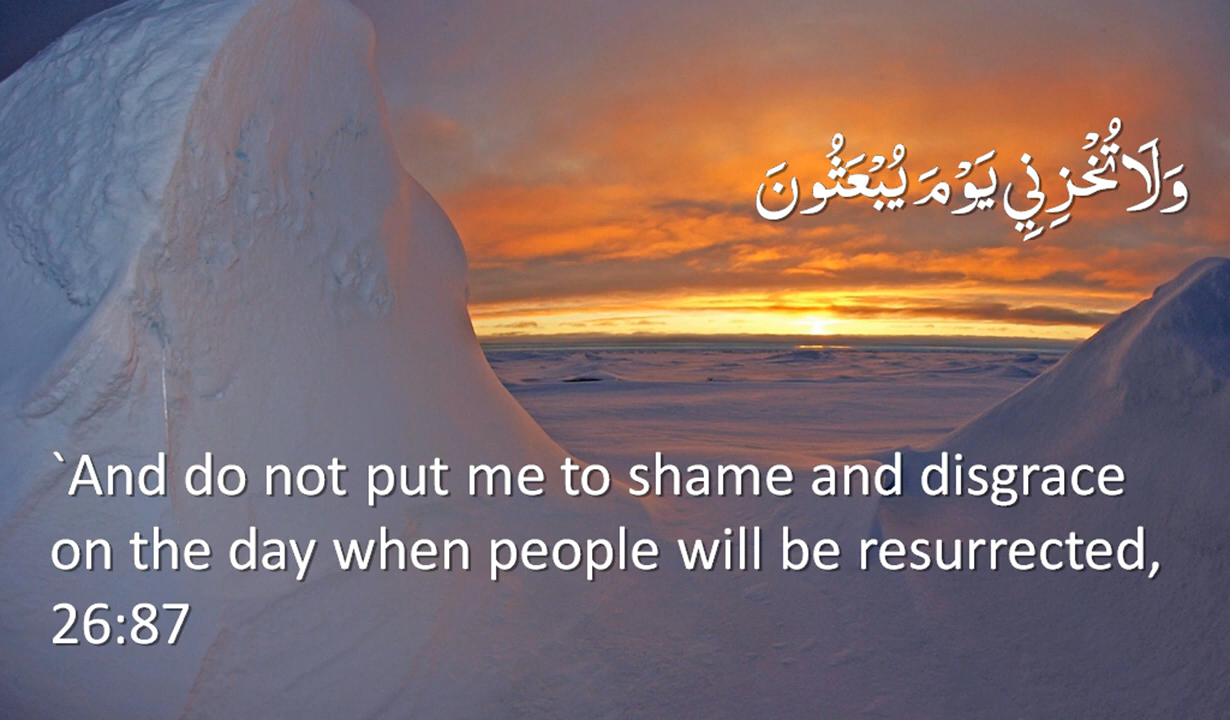 وَلَا تُخْزِنِي يَوْمَ يُبْعَثُونَ
`And do not put me to shame and disgrace
on the day when people will be resurrected,
26:87